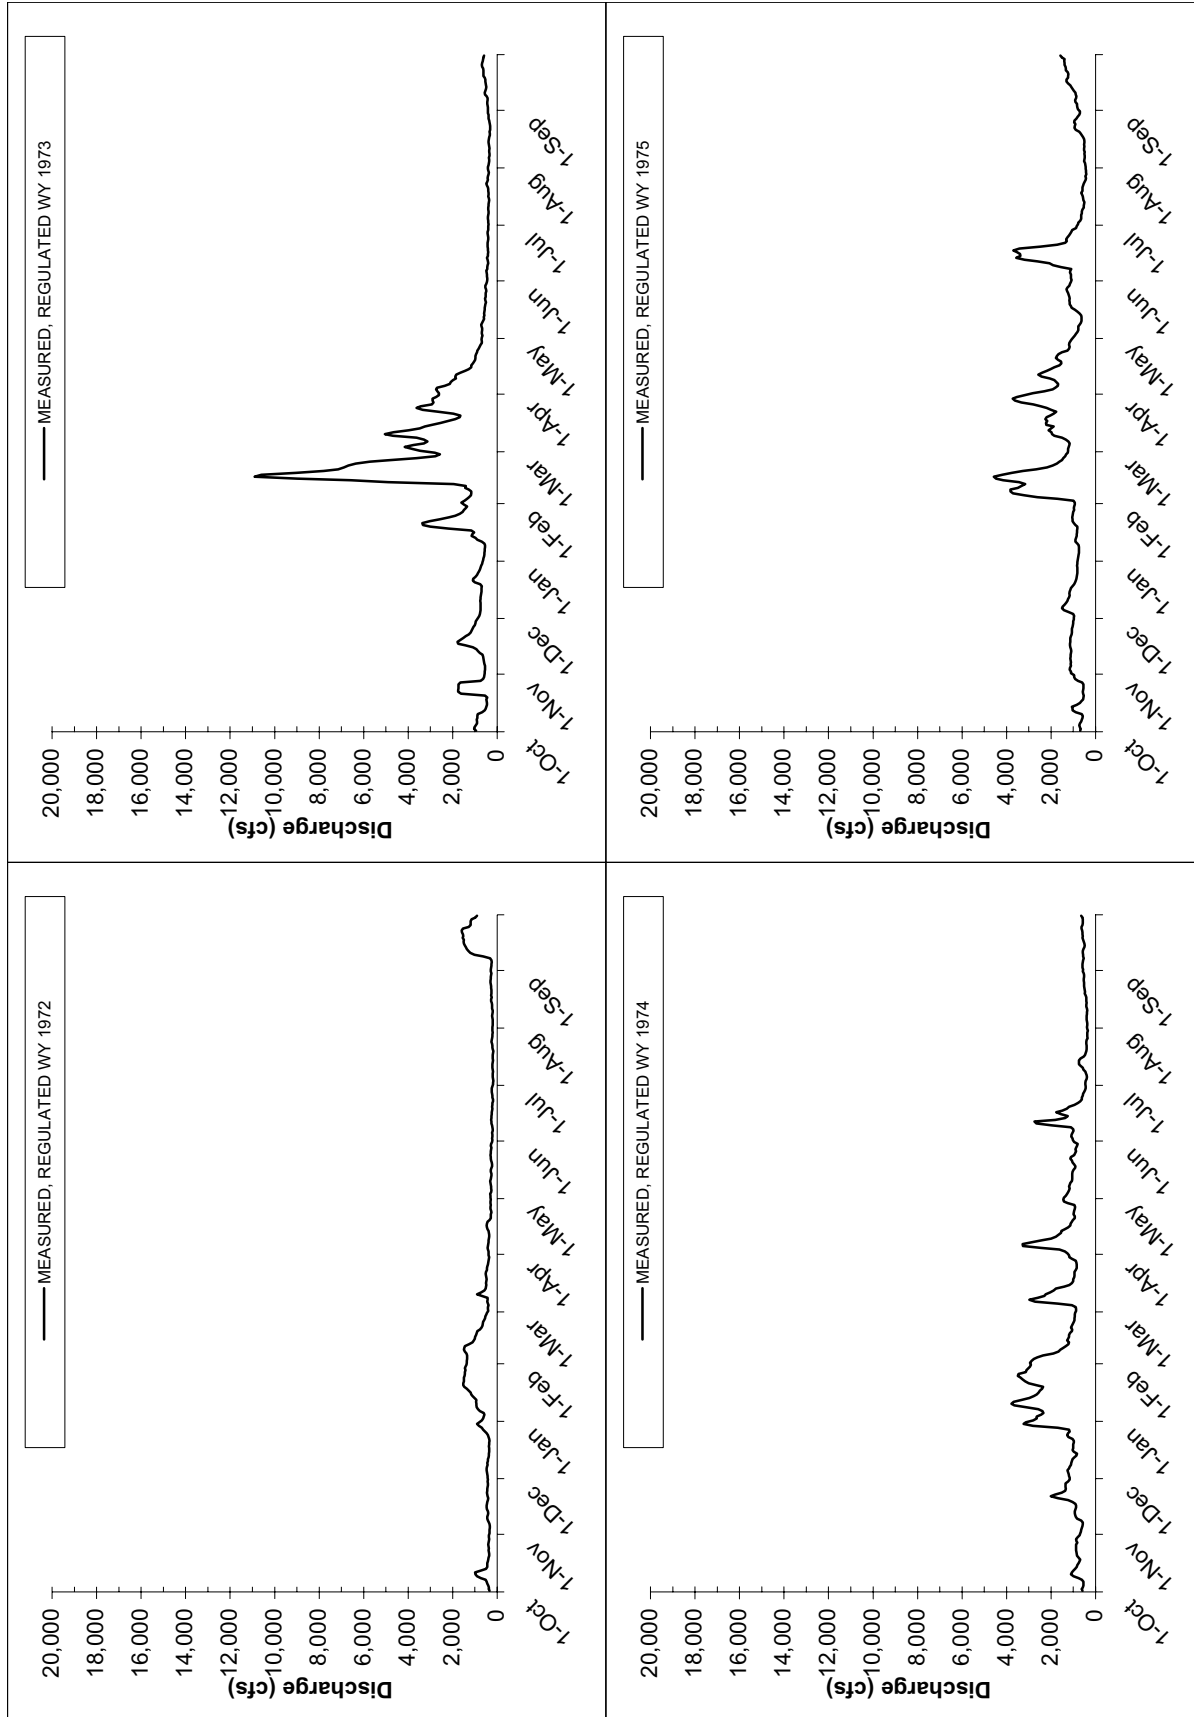 MEASURED, REGULATED WY 1972
20,000
18,000
16,000
14,000
12,000
10,000
8,000
6,000
4,000
2,000
0
Discharge (cfs)
1-Oct
1-Nov
1-Dec
1-Jan
1-Feb
1-Mar
1-Apr
1-May
1-Jun
1-Jul
1-Aug
1-Sep
MEASURED, REGULATED WY 1973
20,000
18,000
16,000
14,000
12,000
10,000
8,000
6,000
4,000
2,000
0
Discharge (cfs)
1-Oct
1-Nov
1-Dec
1-Jan
1-Feb
1-Mar
1-Apr
1-May
1-Jun
1-Jul
1-Aug
1-Sep
MEASURED, REGULATED WY 1974
20,000
18,000
16,000
14,000
12,000
10,000
8,000
6,000
4,000
2,000
0
Discharge (cfs)
1-Oct
1-Nov
1-Dec
1-Jan
1-Feb
1-Mar
1-Apr
1-May
1-Jun
1-Jul
1-Aug
1-Sep
MEASURED, REGULATED WY 1975
20,000
18,000
16,000
14,000
12,000
10,000
8,000
6,000
4,000
2,000
0
Discharge (cfs)
1-Oct
1-Nov
1-Dec
1-Jan
1-Feb
1-Mar
1-Apr
1-May
1-Jun
1-Jul
1-Aug
1-Sep